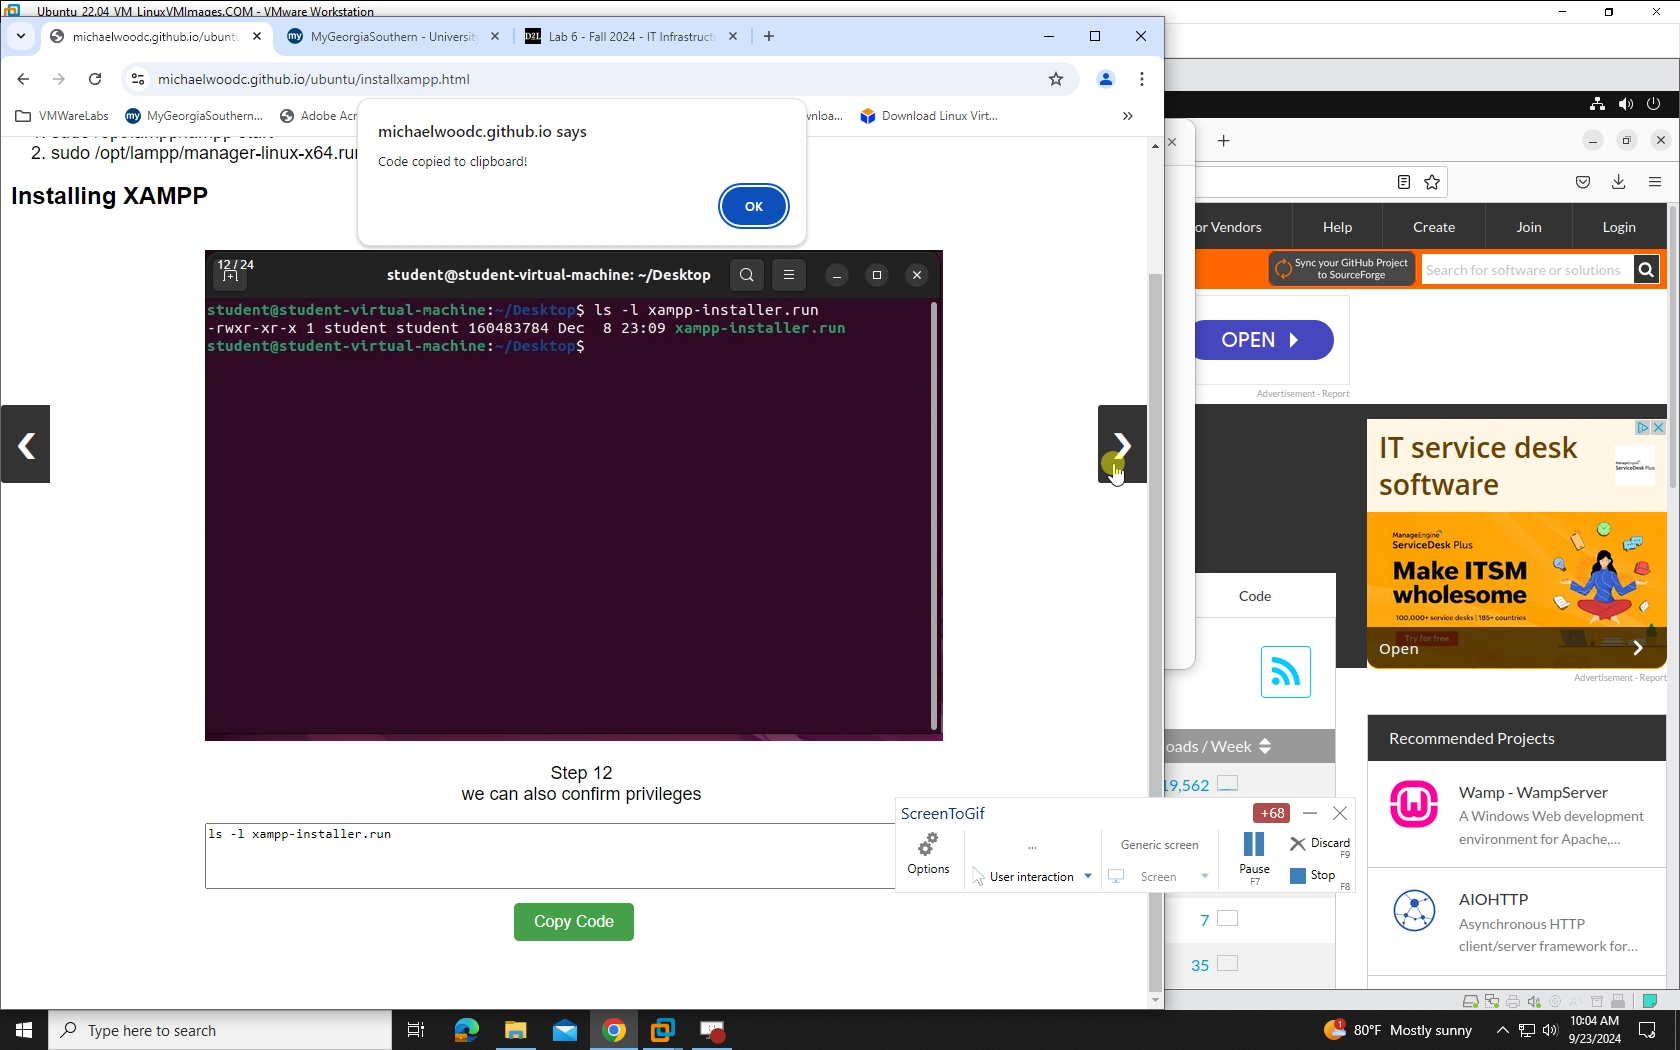 Ubuntu 22.04 VM LinuxVMImages.COM - VMware Workstation
michaelwoodc.github.io/ubuntu
MyGeorgiaSouthern - University
D2L Lab 6 - Fall 2024 - IT Infrastruct
michaelwoodc.github.io/ubuntu/installxampp.html
VMWareLabs
my MyGeorgiaSouthern...
Adobe Acr
Download Linux Virt...
michaelwoodc.github.io says
Code copied to clipboard!
OK
2. sudo /opt/lampp/manager-linux-x64.run
Installing XAMPP
12 / 24
student@student-virtual-machine: ~/Desktop
student@student-virtual-machine:~/Desktop$ ls -l xampp-installer.run
-rwxr-xr-x 1 student student 160483784 Dec  8 23:09 xampp-installer.run
student@student-virtual-machine:~/Desktop$
Step 12
we can also confirm privileges
ls -l xampp-installer.run
Copy Code
or Vendors
Help
Create
Join
Login
Sync your GitHub Project
to SourceForge
Search for software or solutions
OPEN
Advertisement - Report
IT service desk
software
ManageEngine
ServiceDesk Plus
Make ITSM
wholesome
100,000+ service desks | 185+ countries
Try for free
Open
Advertisement - Report
Code
oads / Week
19,562
7
35
Recommended Projects
Wamp - WampServer
A Windows Web development
environment for Apache,...
AIOHTTP
Asynchronous HTTP
client/server framework for...
ScreenToGif
+68
Options
...
User interaction
Generic screen
Screen
Pause
F7
Discard
F9
Stop
F8
Type here to search
80°F Mostly sunny
10:04 AM
9/23/2024